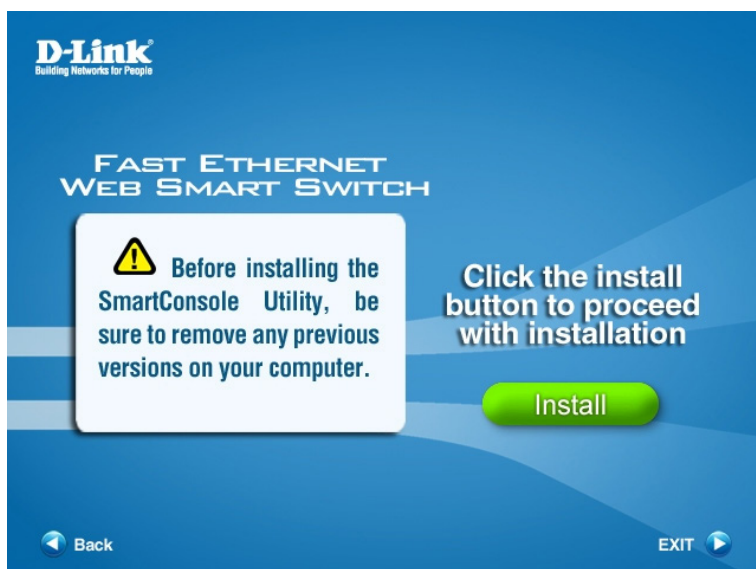 D-Link®
Building Networks for People
FAST ETHERNET
WEB SMART SWITCH
Before installing the
SmartConsole Utility, be
sure to remove any previous
versions on your computer.
Click the install
button to proceed
with installation
Install
Back
EXIT